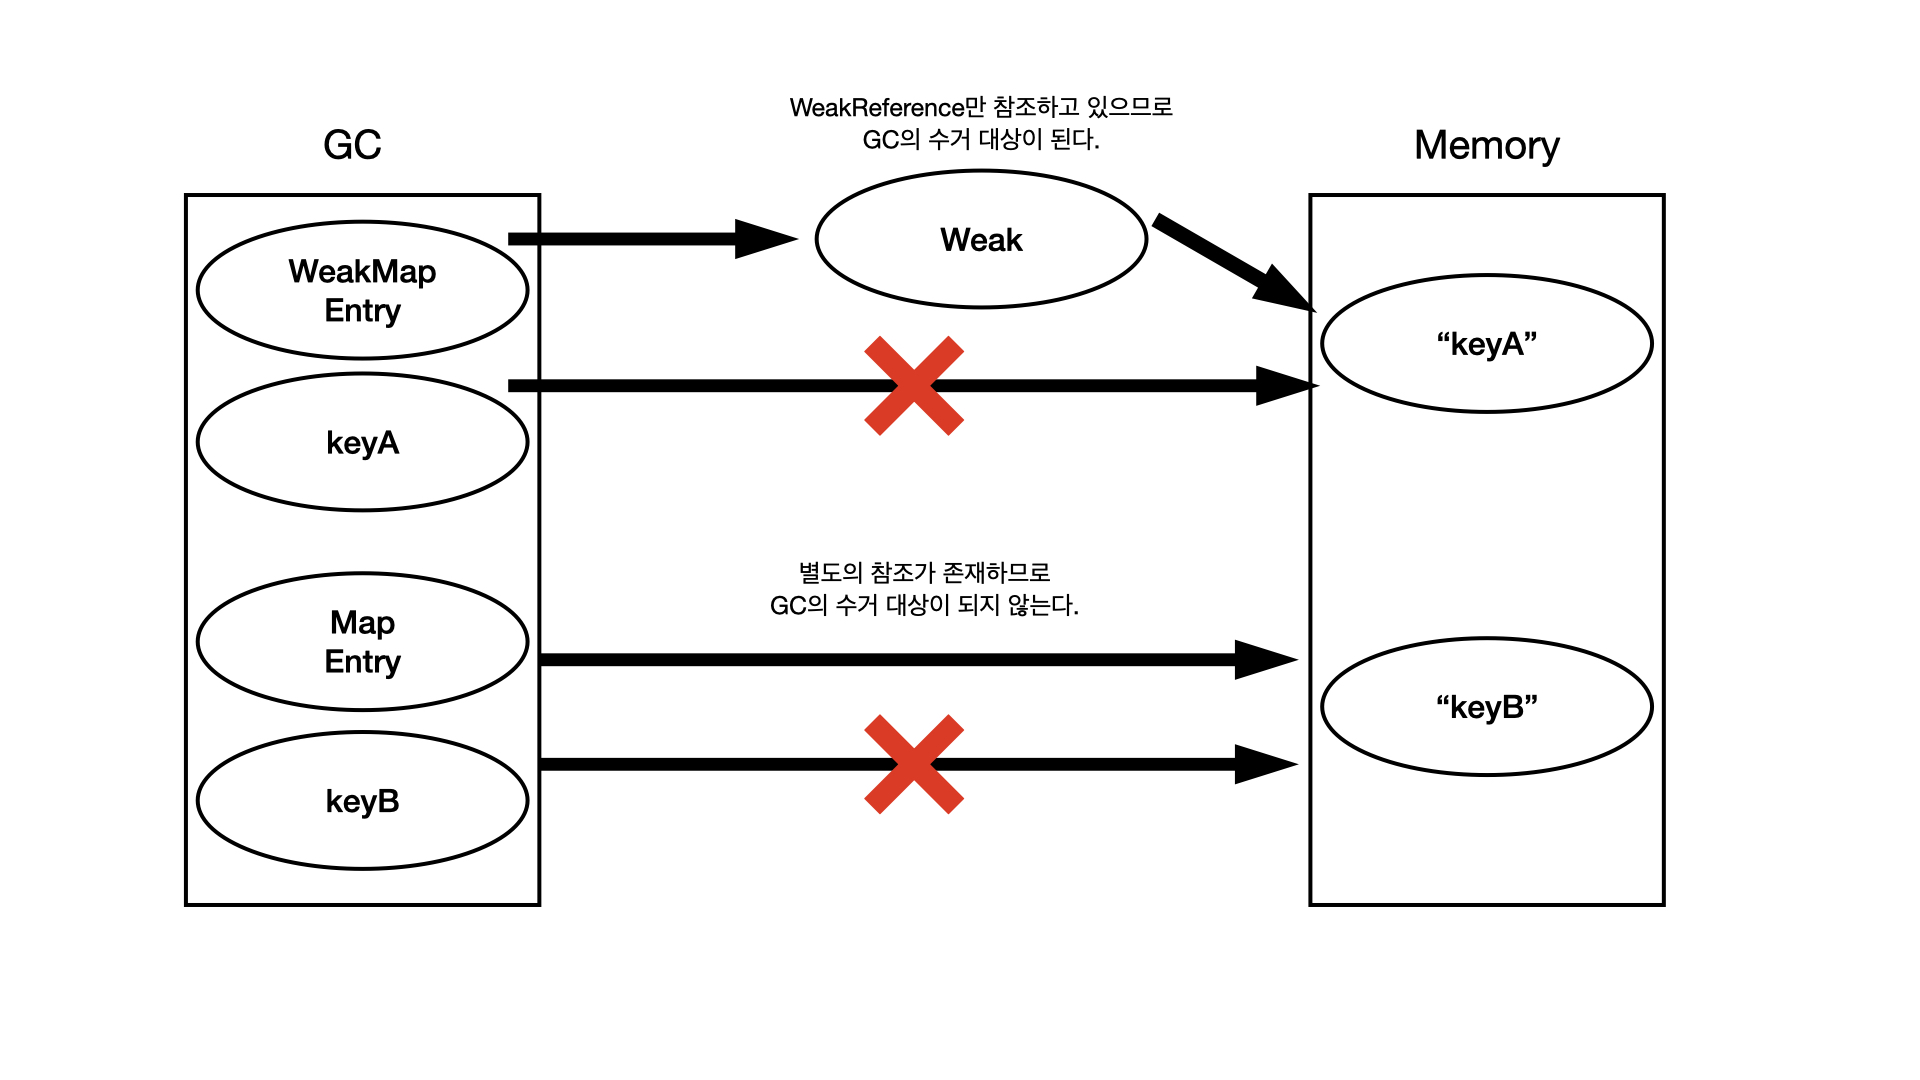 WeakReference만 참조하고 있으므로
GC의 수거 대상이 된다.
GC
Memory
WeakMap
Entry
Weak
“keyA”
keyA
별도의 참조가 존재하므로
GC의 수거 대상이 되지 않는다.
Map
Entry
“keyB”
keyB